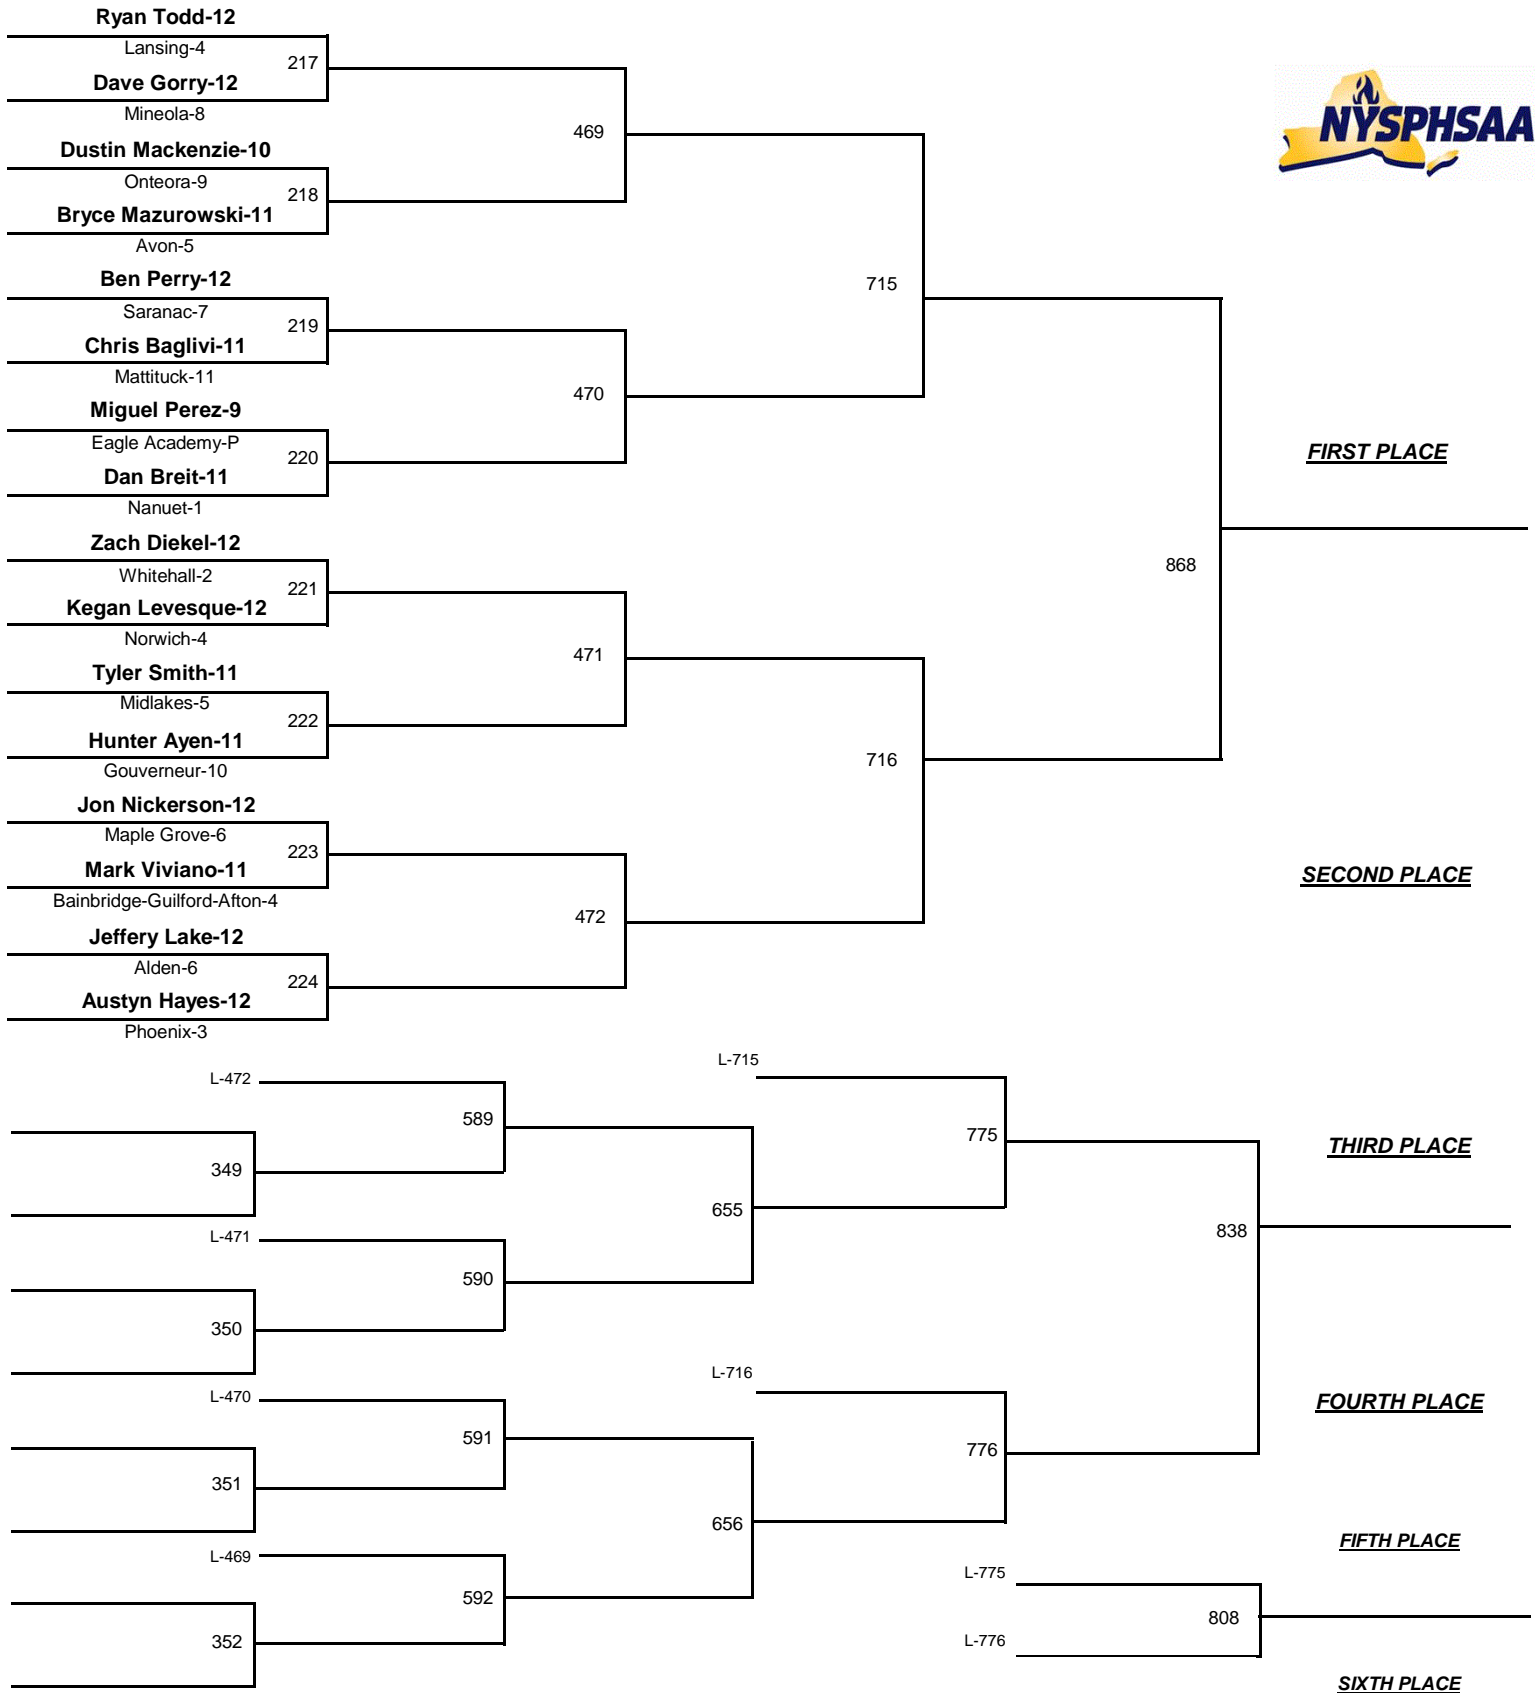 Ryan Todd-12
Lansing-4
217
Dave Gorry-12
Mineola-8
469
Dustin Mackenzie-10
Onteora-9
218
Bryce Mazurowski-11
Avon-5
Ben Perry-12
715
Saranac-7
219
Chris Baglivi-11
Mattituck-11
470
Miguel Perez-9
Eagle Academy-P
220
Dan Breit-11
Nanuet-1
NYSPHSAA
FIRST PLACE
Zach Diekel-12
Whitehall-2
221
868
Kegan Levesque-12
Norwich-4
471
Tyler Smith-11
Midlakes-5
222
Hunter Ayen-11
Gouverneur-10
716
Jon Nickerson-12
Maple Grove-6
223
Mark Viviano-11
Bainbridge-Guilford-Afton-4
472
SECOND PLACE
Jeffery Lake-12
Alden-6
224
Austyn Hayes-12
Phoenix-3
L-715
L-472
589
775
THIRD PLACE
349
655
L-471
838
590
350
L-716
L-470
FOURTH PLACE
591
776
351
656
FIFTH PLACE
L-469
L-775
592
808
352
L-776
SIXTH PLACE